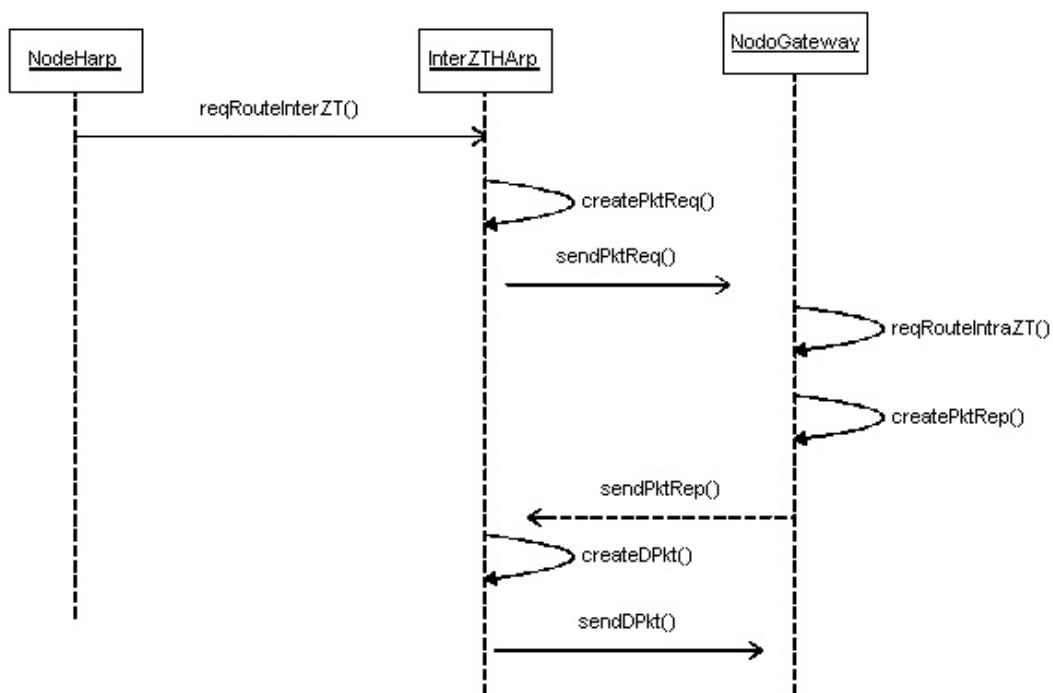 NodeHarp
InterZTHArp
NodoGateway
reqRouteInterZT()
createPktReq()
sendPktReq()
reqRouteIntraZT()
createPktRep()
sendPktRep()
createDPkt()
sendDPkt()